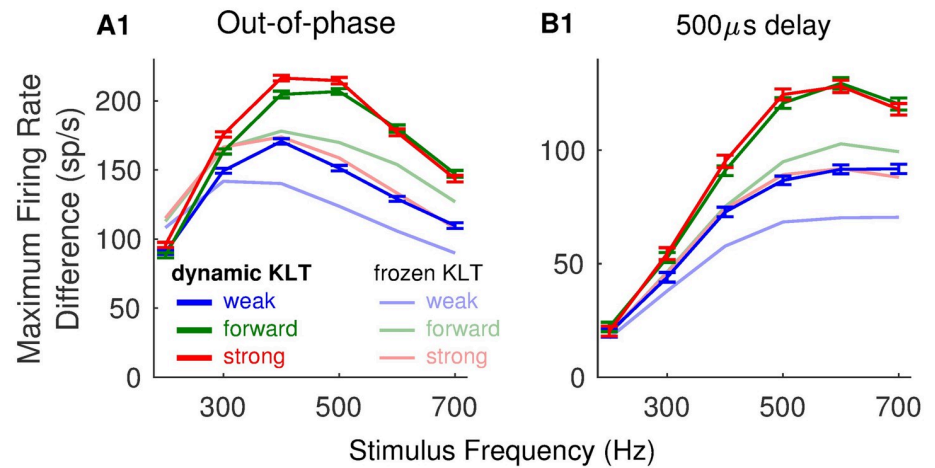 A1 Out-of-phase
B1 500μs delay
Maximum Firing Rate
Difference (sp/s)
200
150
100
50
0
100
50
0
dynamic KLT frozen KLT
weak weak
forward forward
strong strong
300 500 700
300 500 700
Stimulus Frequency (Hz)